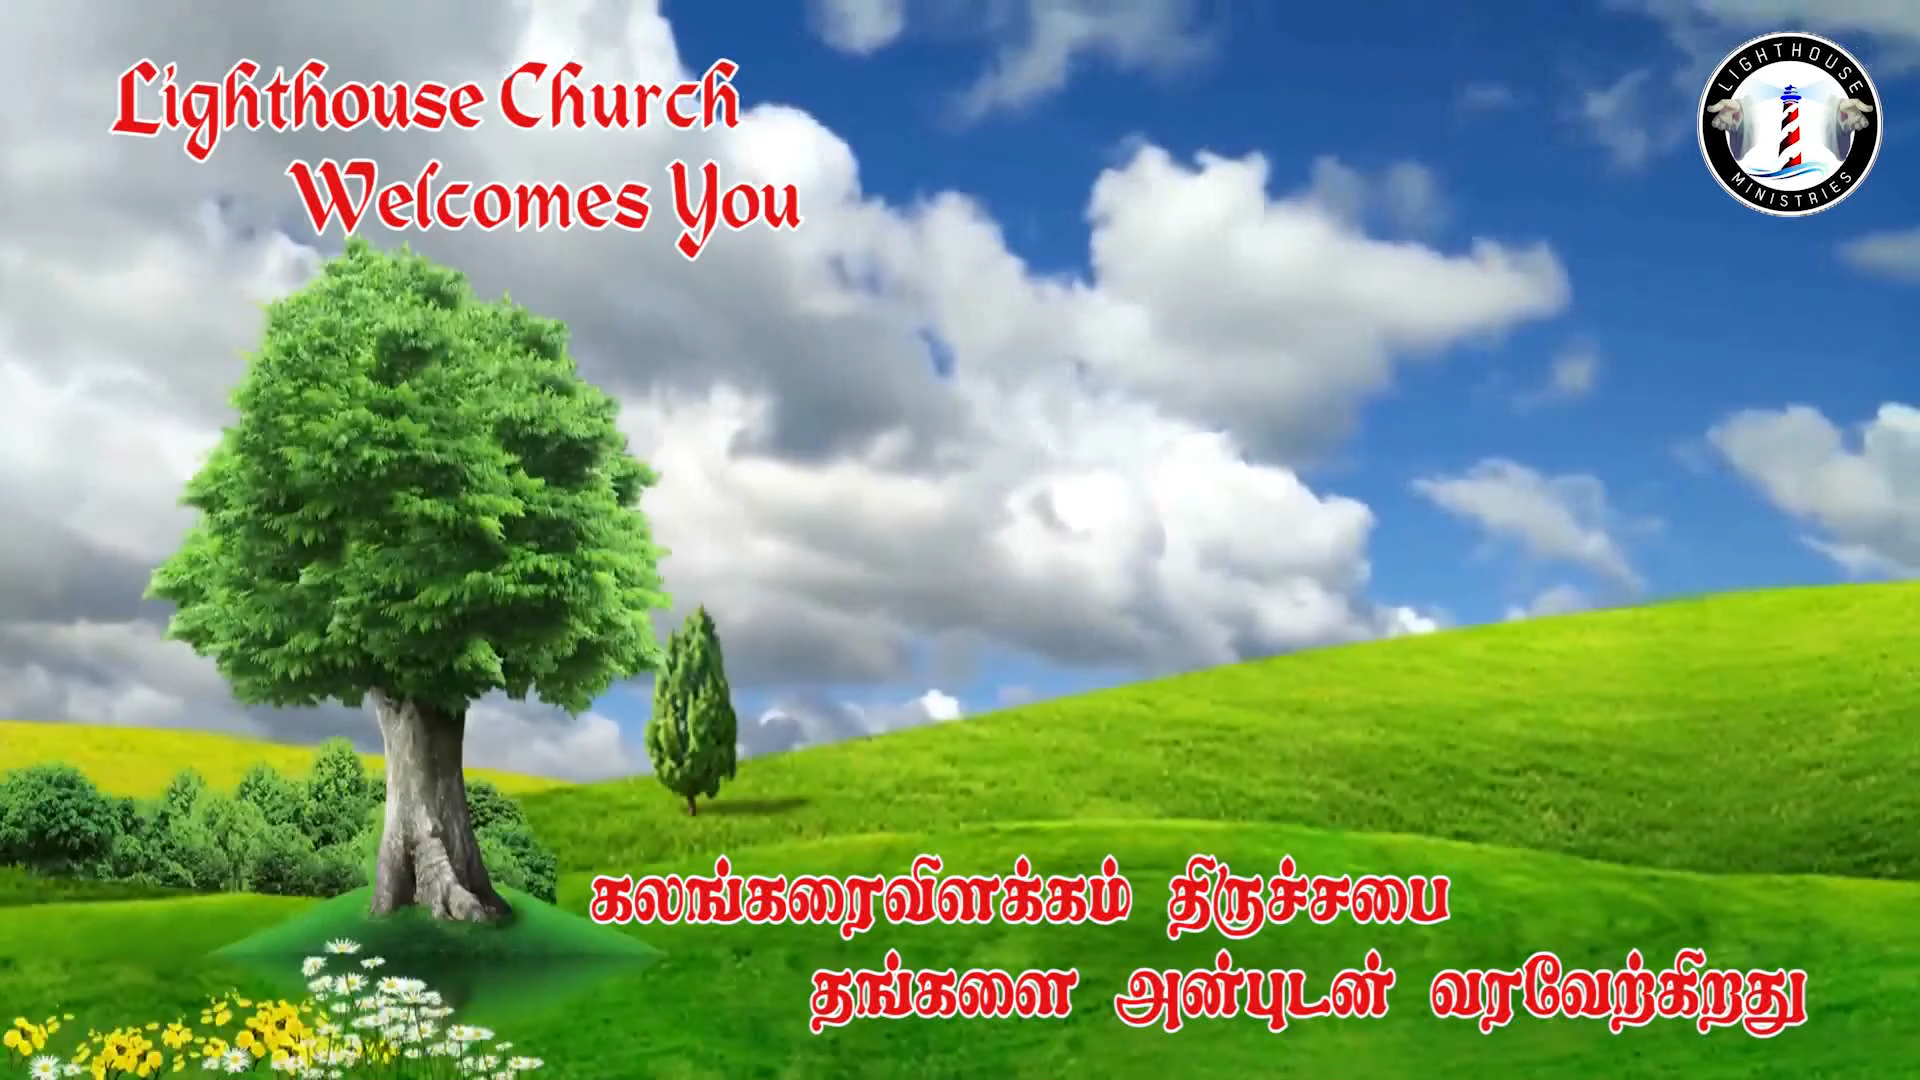 Lighthouse Church
Welcomes You
LIGHTHOUSE
MINISTRIES
கலங்கரைவிளக்கம் திருச்சபை
தங்களை அன்புடன் வரவேற்கிறது